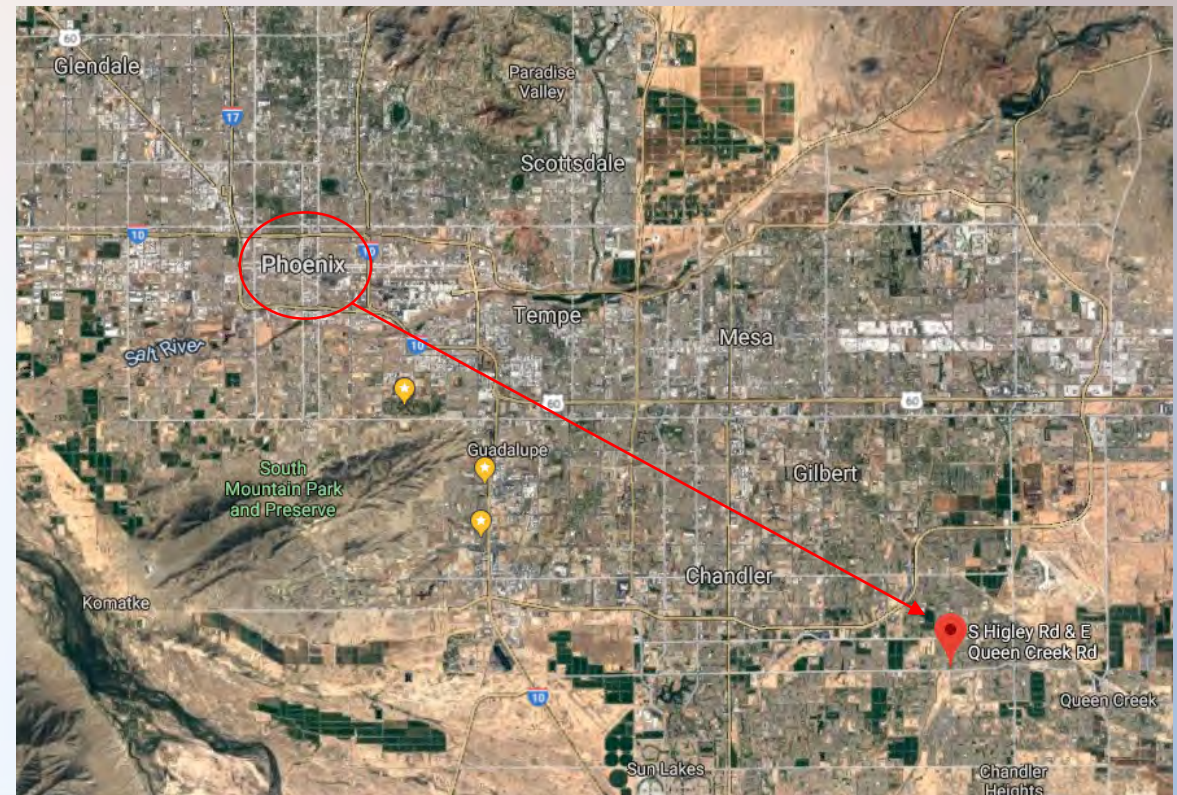 60
Glendale
Paradise
Valley
17
Scottsdale
10
10
Phoenix
Tempe
Mesa
Salt River
10
60
60
Guadalupe
South
Mountain Park
and Preserve
Gilbert
Chandler
Komatke
S Higley Rd & E
Queen Creek Rd
10
Queen Creek
Sun Lakes
Chandler
Heights